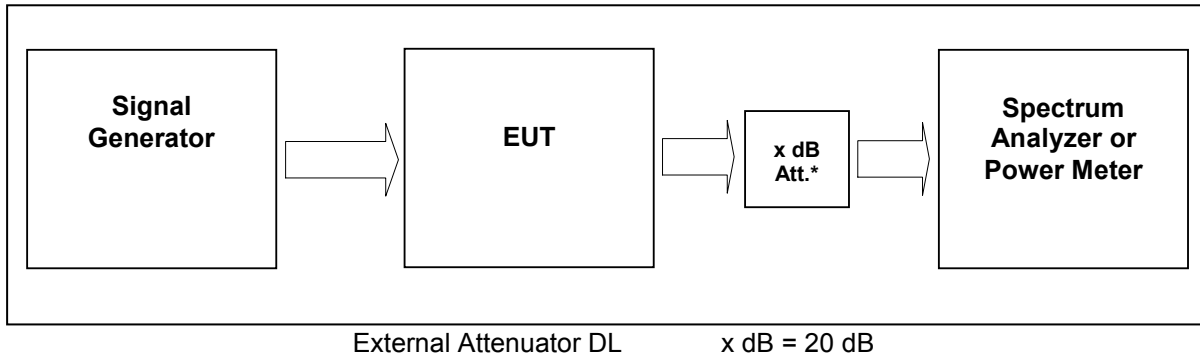 Signal
Generator
EUT
x dB
Att.*
Spectrum
Analyzer or
Power Meter
External Attenuator DL x dB = 20 dB